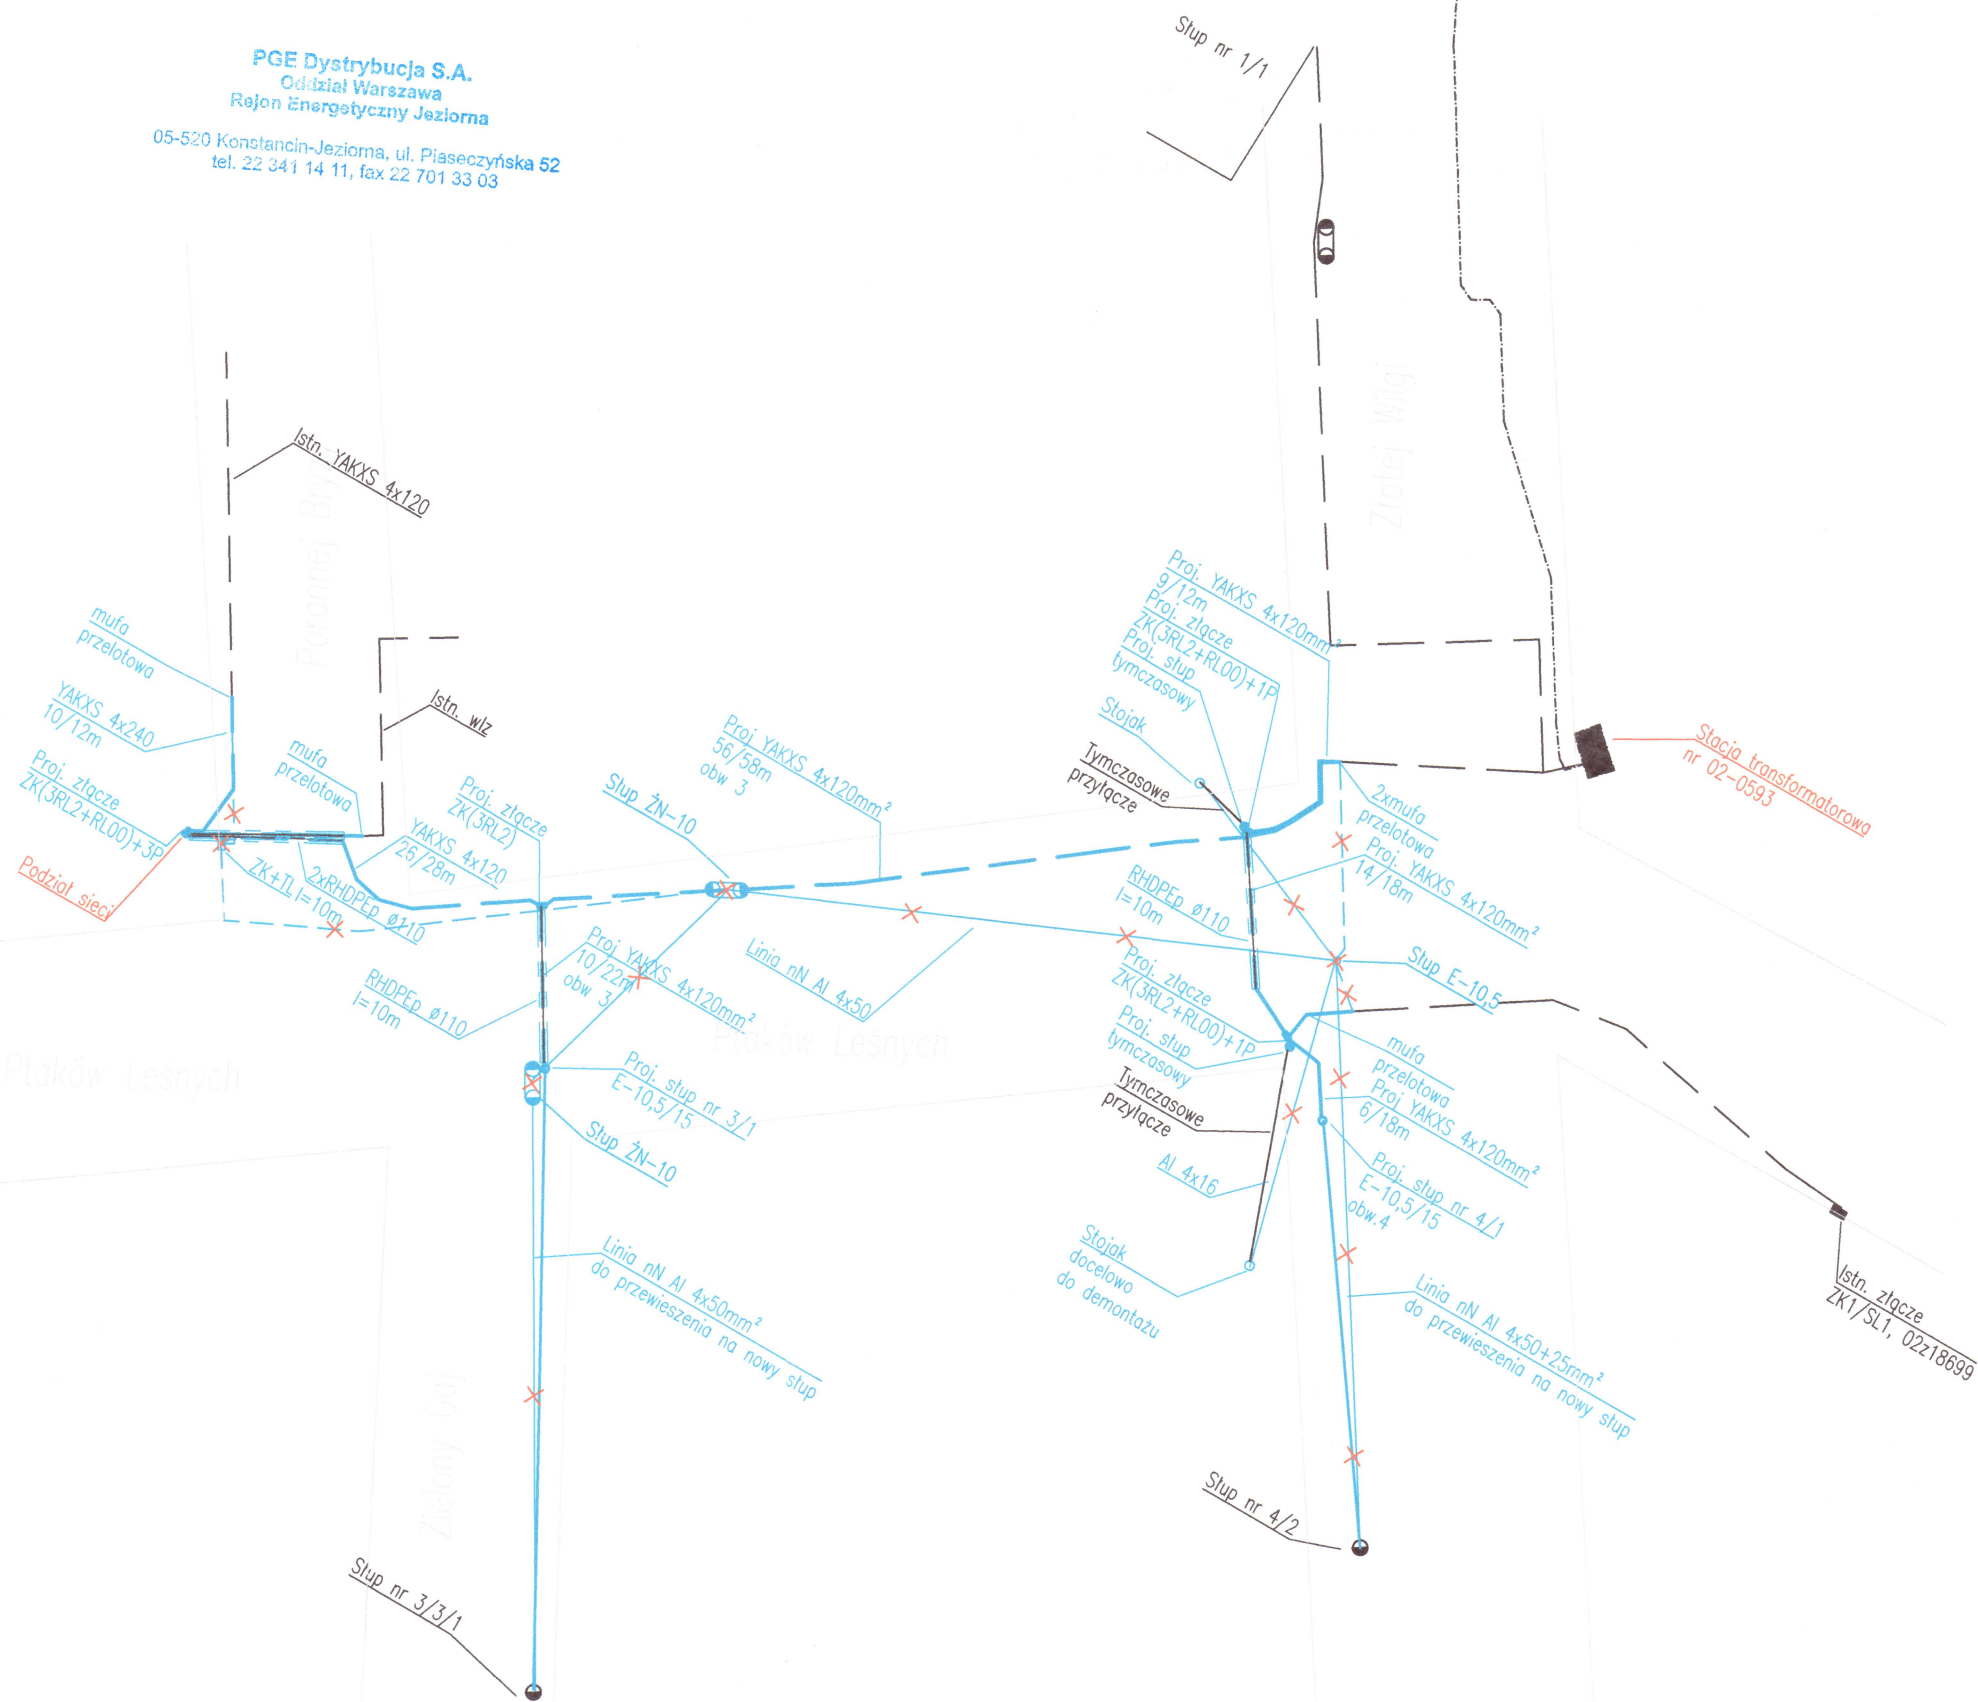 PGE Dystrybucja S.A.
Oddział Warszawa
Rejon Energetyczny Jeziorna
05-520 Konstancin-Jeziorna, ul. Piaseczyńska 52
tel. 22 341 14 11, fax 22 701 33 03
Słup nr 1/1
Istn. YAKXS 4x120
Złotej Wilgi
mufa
przelotowa
YAKXS 4x240
10/12m
Proj. złącze
ZK(3RL2+RL00)+3P
Podział sieci
Istn. wlz
mufa
przelotowa
YAKXS 4x120
26/28m
ZK+TL l=10m
2xRHDPEp ø110
Proj. złącze
ZK(3RL2)
Słup ŻN-10
Proj YAKXS 4x120mm²
56/58m
obw 3
Proj. YAKXS 4x120mm²
9/12m
Proj. złącze
ZK(3RL2+RL00)+1P
Proj. słup
tymczasowy
Stojak
Tymczasowe
przyłącze
Stacja transformatorowa
nr 02-0593
2xmufa
przelotowa
Proj. YAKXS 4x120mm²
14/18m
RHDPEp ø110
l=10m
Słup E-10,5
Linia nN Al 4x50
Proj YAKXS 4x120mm²
10/22m
obw 3
RHDPEp ø110
l=10m
Ptaków Leśnych
Ptaków Leśnych
Proj. złącze
ZK(3RL2+RL00)+1P
Proj. słup
tymczasowy
Tymczasowe
przyłącze
mufa
przelotowa
Proj YAKXS 4x120mm²
6/18m
Proj. słup nr 3/1
E-10,5/15
Słup ŻN-10
Al 4x16
Proj. słup nr 4/1
E-10,5/15
obw.4
Stojak
docelowo
do demontażu
Linia nN Al 4x50mm²
do przewieszenia na nowy słup
Linia nN Al 4x50+25mm²
do przewieszenia na nowy słup
Istn. złącze
ZK1/SL1, 02z18699
Zielony Gaj
Słup nr 4/2
Słup nr 3/3/1